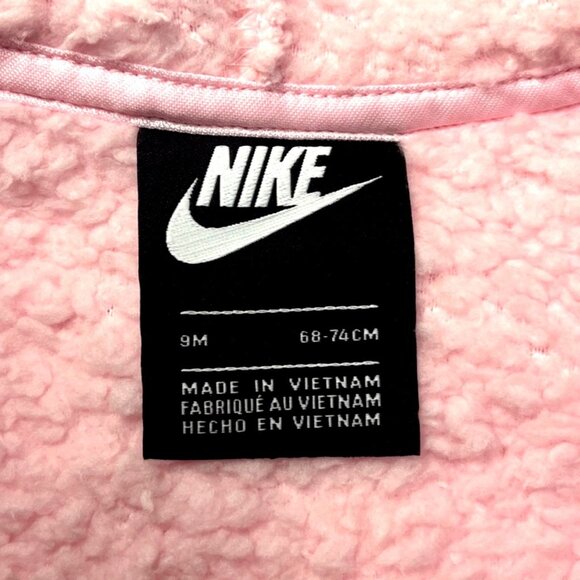 NIKE
9M 68-74CM
MADE IN VIETNAM
FABRIQUÉ AU VIETNAM
HECHO EN VIETNAM